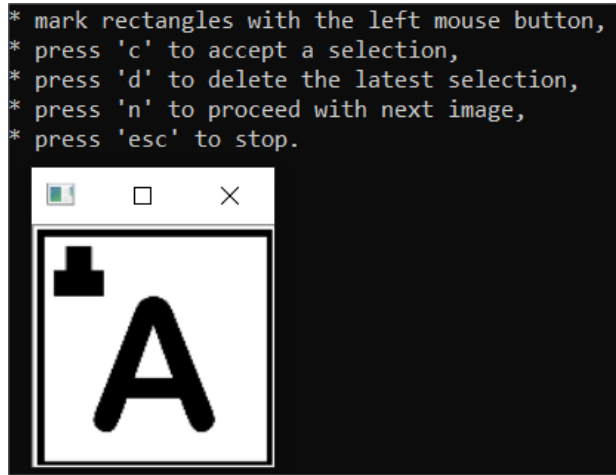 * mark rectangles with the left mouse button,
* press 'c' to accept a selection,
* press 'd' to delete the latest selection,
* press 'n' to proceed with next image,
* press 'esc' to stop.
A